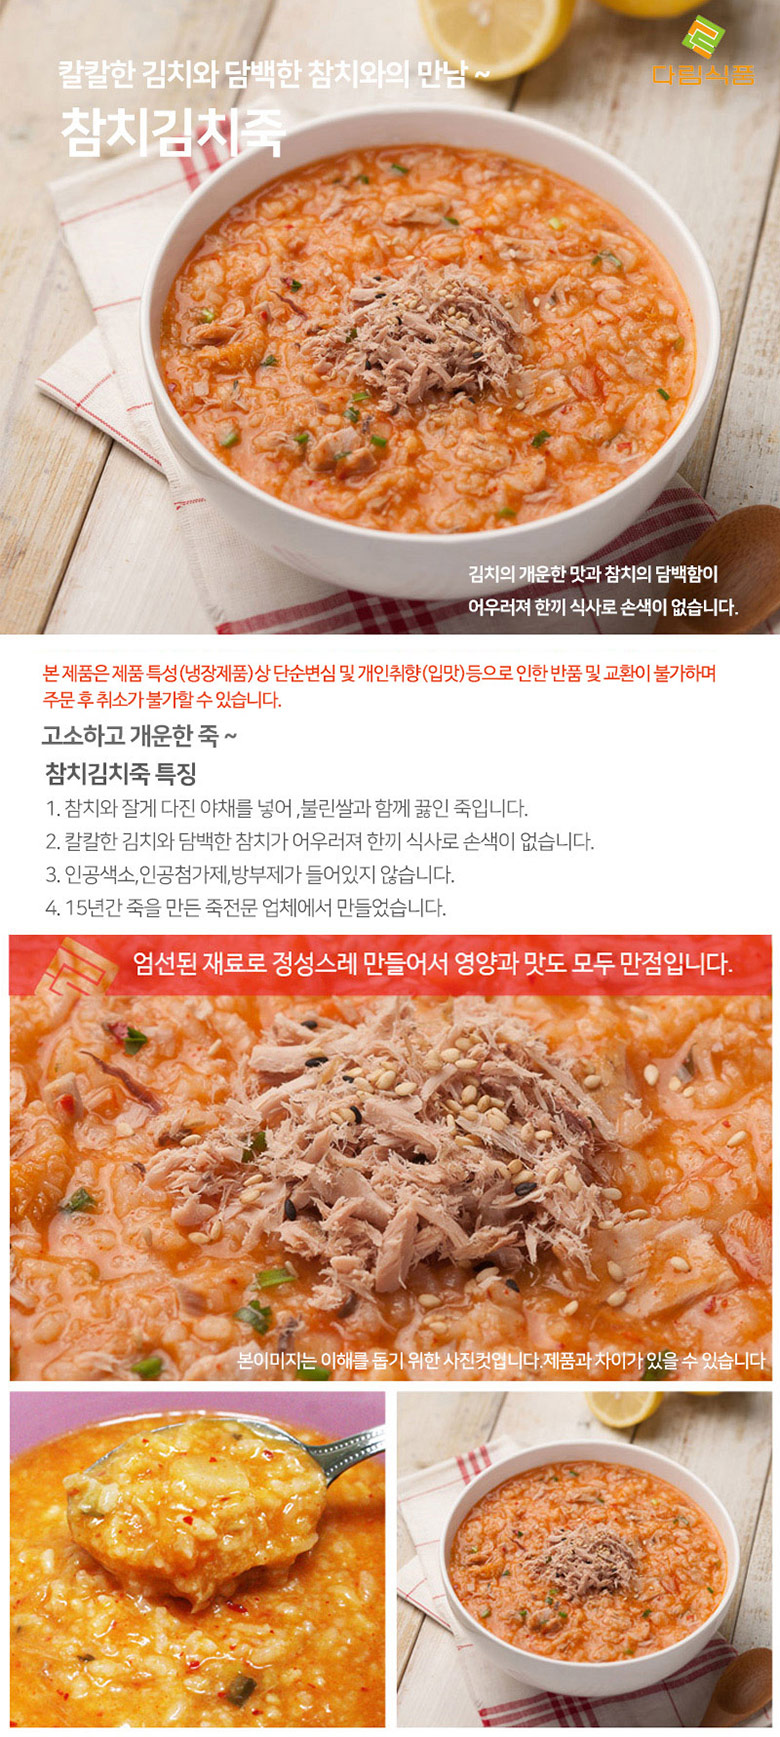 칼칼한 김치와 담백한 참치와의 만남 ~
다림식품
참치김치죽
김치의 개운한 맛과 참치의 담백함이
어우러져 한끼 식사로 손색이 없습니다.
본 제품은 제품 특성(냉장제품)상 단순변심 및 개인취향(입맛)등으로 인한 반품 및 교환이 불가하며
주문 후 취소가 불가할 수 있습니다.
고소하고 개운한 죽 ~
참치김치죽 특징
1. 참치와 잘게 다진 야채를 넣어 ,불린쌀과 함께 끓인 죽입니다.
2. 칼칼한 김치와 담백한 참치가 어우러져 한끼 식사로 손색이 없습니다.
3. 인공색소,인공첨가제,방부제가 들어있지 않습니다.
4. 15년간 죽을 만든 죽전문 업체에서 만들었습니다.
엄선된 재료로 정성스레 만들어서 영양과 맛도 모두 만점입니다.
본이미지는 이해를 돕기 위한 사진컷입니다.제품과 차이가 있을 수 있습니다